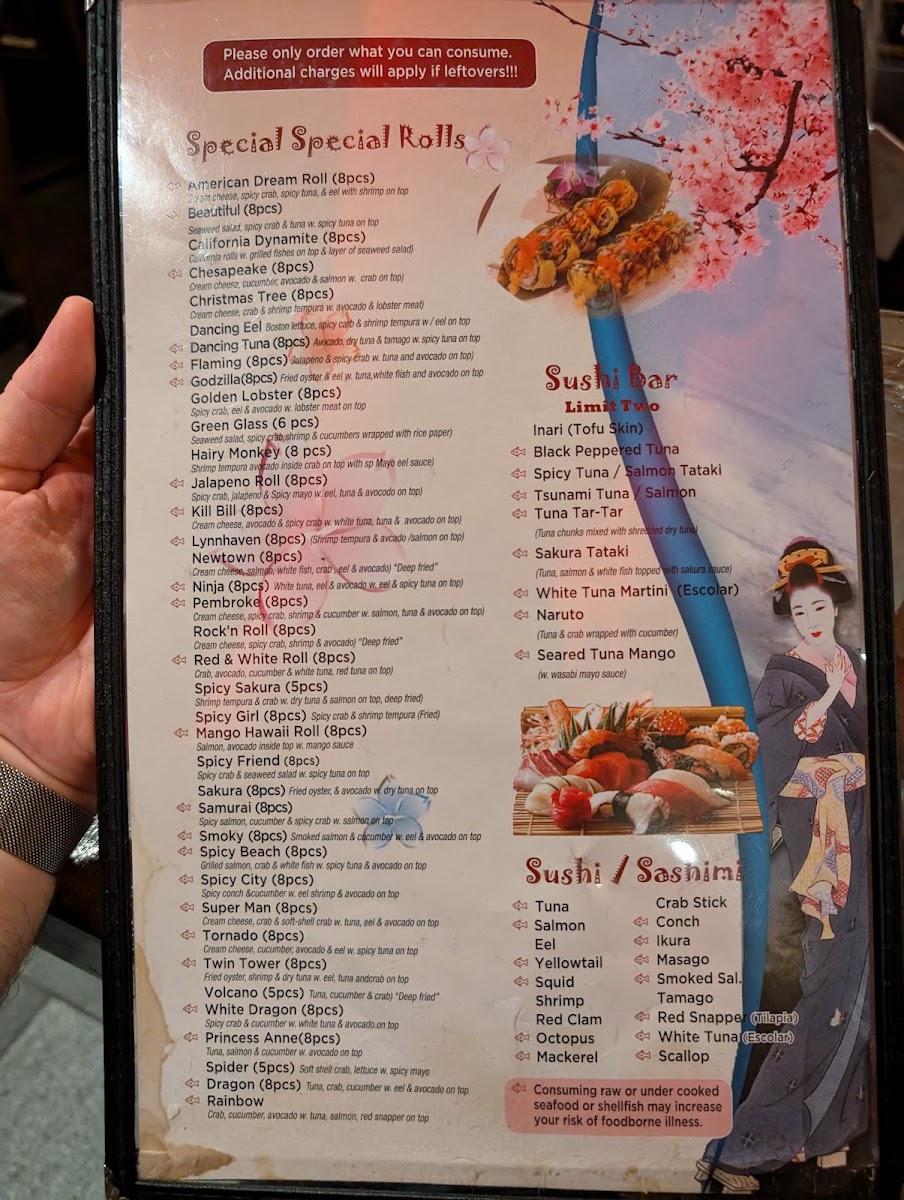 Please only order what you can consume.
Additional charges will apply if leftovers!!!
Special Special Rolls
American Dream Roll (8pcs)
Cream cheese, spicy crab, spicy tuna, & eel with shrimp on top
Beautiful (8pcs)
Seaweed salad, spicy crab & tuna w. spicy tuna on top
California Dynamite (8pcs)
California rolls w. grilled fishes on top & layer of seaweed salad)
Chesapeake (8pcs)
Cream cheese, cucumber, avocado & salmon w. crab on top)
Christmas Tree (8pcs)
Cream cheese, crab & shrimp tempura w. avocado & lobster meat)
Dancing Eel Boston lettuce, spicy carb & shrimp tempura w / eel on top
Dancing Tuna (8pcs) Avocado, dry tuna & tamago w. spicy tuna on top
Flaming (8pcs) Jalapeno & spicy crab w. tuna and avocado on top)
Godzilla(8pcs) Fried oyster & eel w. tuna,white fiish and avocado on top
Golden Lobster (8pcs)
Spicy crab, eel & avocado w. lobster meat on top
Green Glass (6 pcs)
Seaweed salad, spicy crab,shrimp & cucumbers wrapped with rice paper)
Hairy Monkey (8 pcs)
Shrimp tempura avocado inside crab on top with sp Mayo eel sauce)
Jalapeno Roll (8pcs)
Spicy crab, jalapeno & Spicy mayo w. eel, tuna & avocodo on top)
Kill Bill (8pcs)
Cream cheese, avocado & spicy crab w. white tuna, tuna & avocado on top)
Lynnhaven (8pcs) (Shrimp tempura & avcado /salmon on top)
Newtown (8pcs)
Cream cheese, salmon, white fish, crab , eel & avocado) "Deep fried"
Ninja (8pcs) White tuna, eel & avocado w. eel & spicy tuna on top)
Pembroke (8pcs)
Cream cheese, spicy crab, shrimp & cucumber w. salmon, tuna & avocado on top)
Rock'n Roll (8pcs)
Cream cheese, spicy crab, shrimp & avocado) "Deep fried"
Red & White Roll (8pcs)
Crab, avocado, cucumber & white tuna, red tuna on top)
Spicy Sakura (5pcs)
Shrimp tempura & crab w. dry tuna & salmon on top, deep fried)
Spicy Girl (8pcs) Spicy crab & shrimp tempura (Fried)
Mango Hawaii Roll (8pcs)
Salmon, avocado inside top w. mango sauce
Spicy Friend (8pcs)
Spicy crab & seaweed salad w. spicy tuna on top
Sakura (8pcs) Fried oyster, & avocado w. dry tuna on top
Samurai (8pcs)
Spicy salmon, cucumber & spicy crab w. salmon on top
Smoky (8pcs) Smoked salmon & cucumber w. eel & avocado on top
Spicy Beach (8pcs)
Grilled salmon, crab & white fish w. spicy tuna & avocado on top
Spicy City (8pcs)
Spicy conch &cucumber w. eel shrimp & avocado on top
Super Man (8pcs)
Cream cheese, crab & soft-shell crab w. tuna, eel & avocado on top
Tornado (8pcs)
Cream cheese, cucumber, avocado & eel w. spicy tuna on top
Twin Tower (8pcs)
Fried oyster, shrimp & dry tuna w. eel, tuna andcrab on top
Volcano (5pcs) Tuna, cucumber & crab) "Deep fried"
White Dragon (8pcs)
Spicy crab & cucumber w. white tuna & avocado.on top
Princess Anne(8pcs)
Tuna, salmon & cucumber w. avocado on top
Spider (5pcs) Soft shell crab, lettuce w. spicy mayo
Dragon (8pcs) Tuna, crab, cucumber w. eel & avocado on top
Rainbow
Crab, cucumber, avocado w. tuna, salmon, red snapper on top
Sushi Bar
Limit Two
Inari (Tofu Skin)
Black Peppered Tuna
Spicy Tuna / Salmon Tataki
Tsunami Tuna / Salmon
Tuna Tar-Tar
(Tuna chunks mixed with shredded dry tuna)
Sakura Tataki
(Tuna, salmon & white fish topped with sakura sauce)
White Tuna Martini (Escolar)
Naruto
(Tuna & crab wrapped with cucumber)
Seared Tuna Mango
(w. wasabi mayo sauce)
Sushi / Sashimi
Tuna
Salmon
Eel
Yellowtail
Squid
Shrimp
Red Clam
Octopus
Mackerel
Crab Stick
Conch
Ikura
Masago
Smoked Sal.
Tamago
Red Snapper (Tilapia)
White Tuna (Escolar)
Scallop
Consuming raw or under cooked
seafood or shellfish may increase
your risk of foodborne illness.